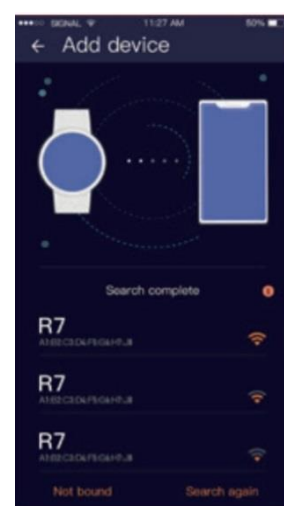 SIGNAL 11:27 AM 50%
Add device
Search complete
R7
R7
R7
Not bound Search again